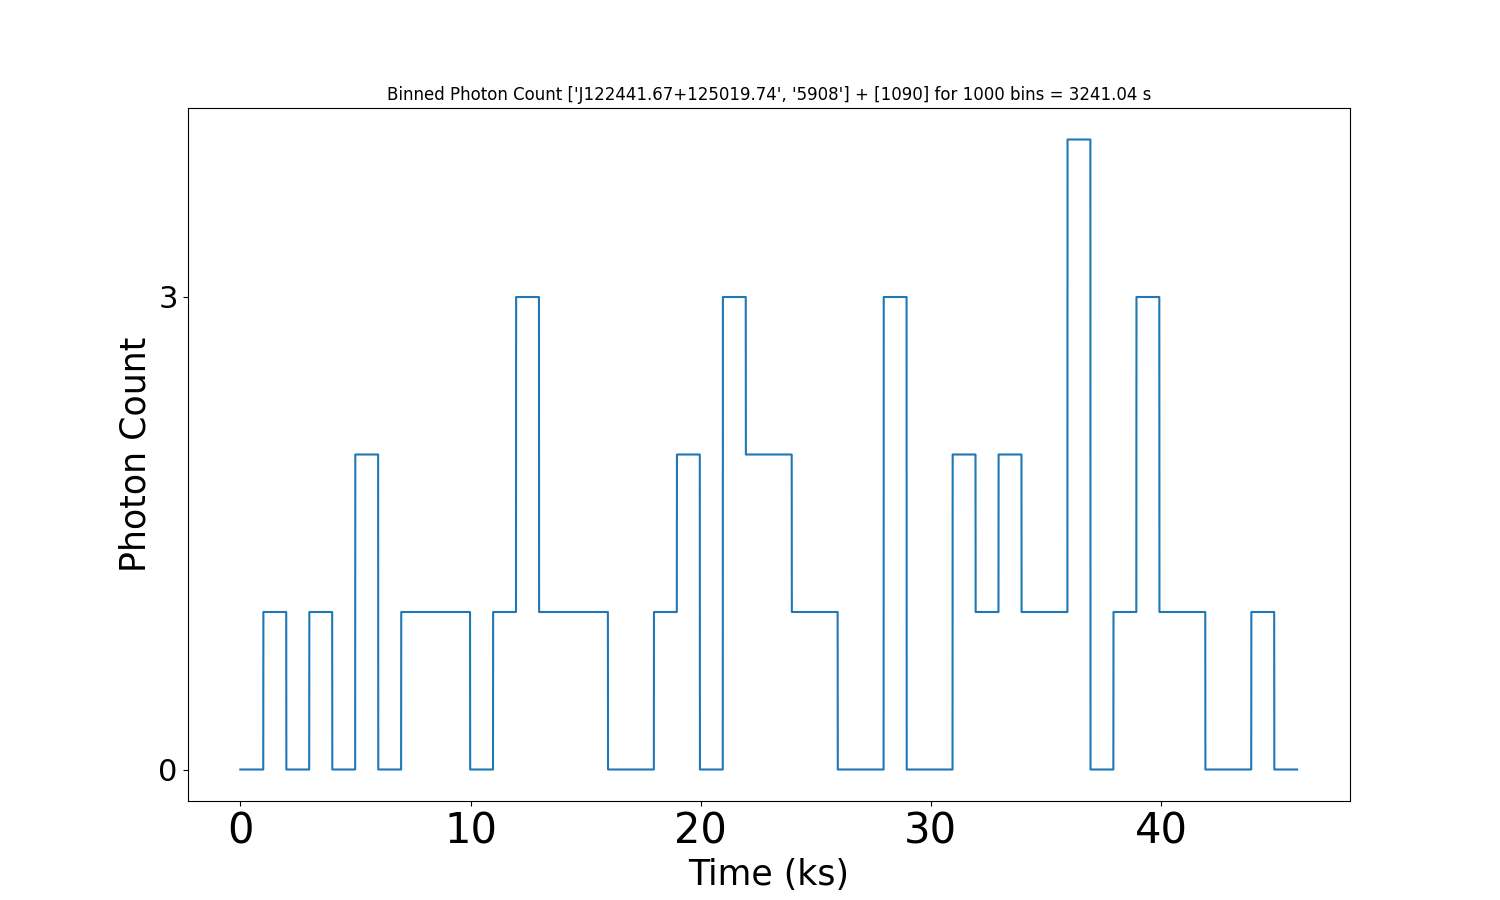 Binned Photon Count ['J122441.67+125019.74', '5908'] + [1090] for 1000 bins = 3241.04 s
3
0
Photon Count
0 10 20 30 40
Time (ks)